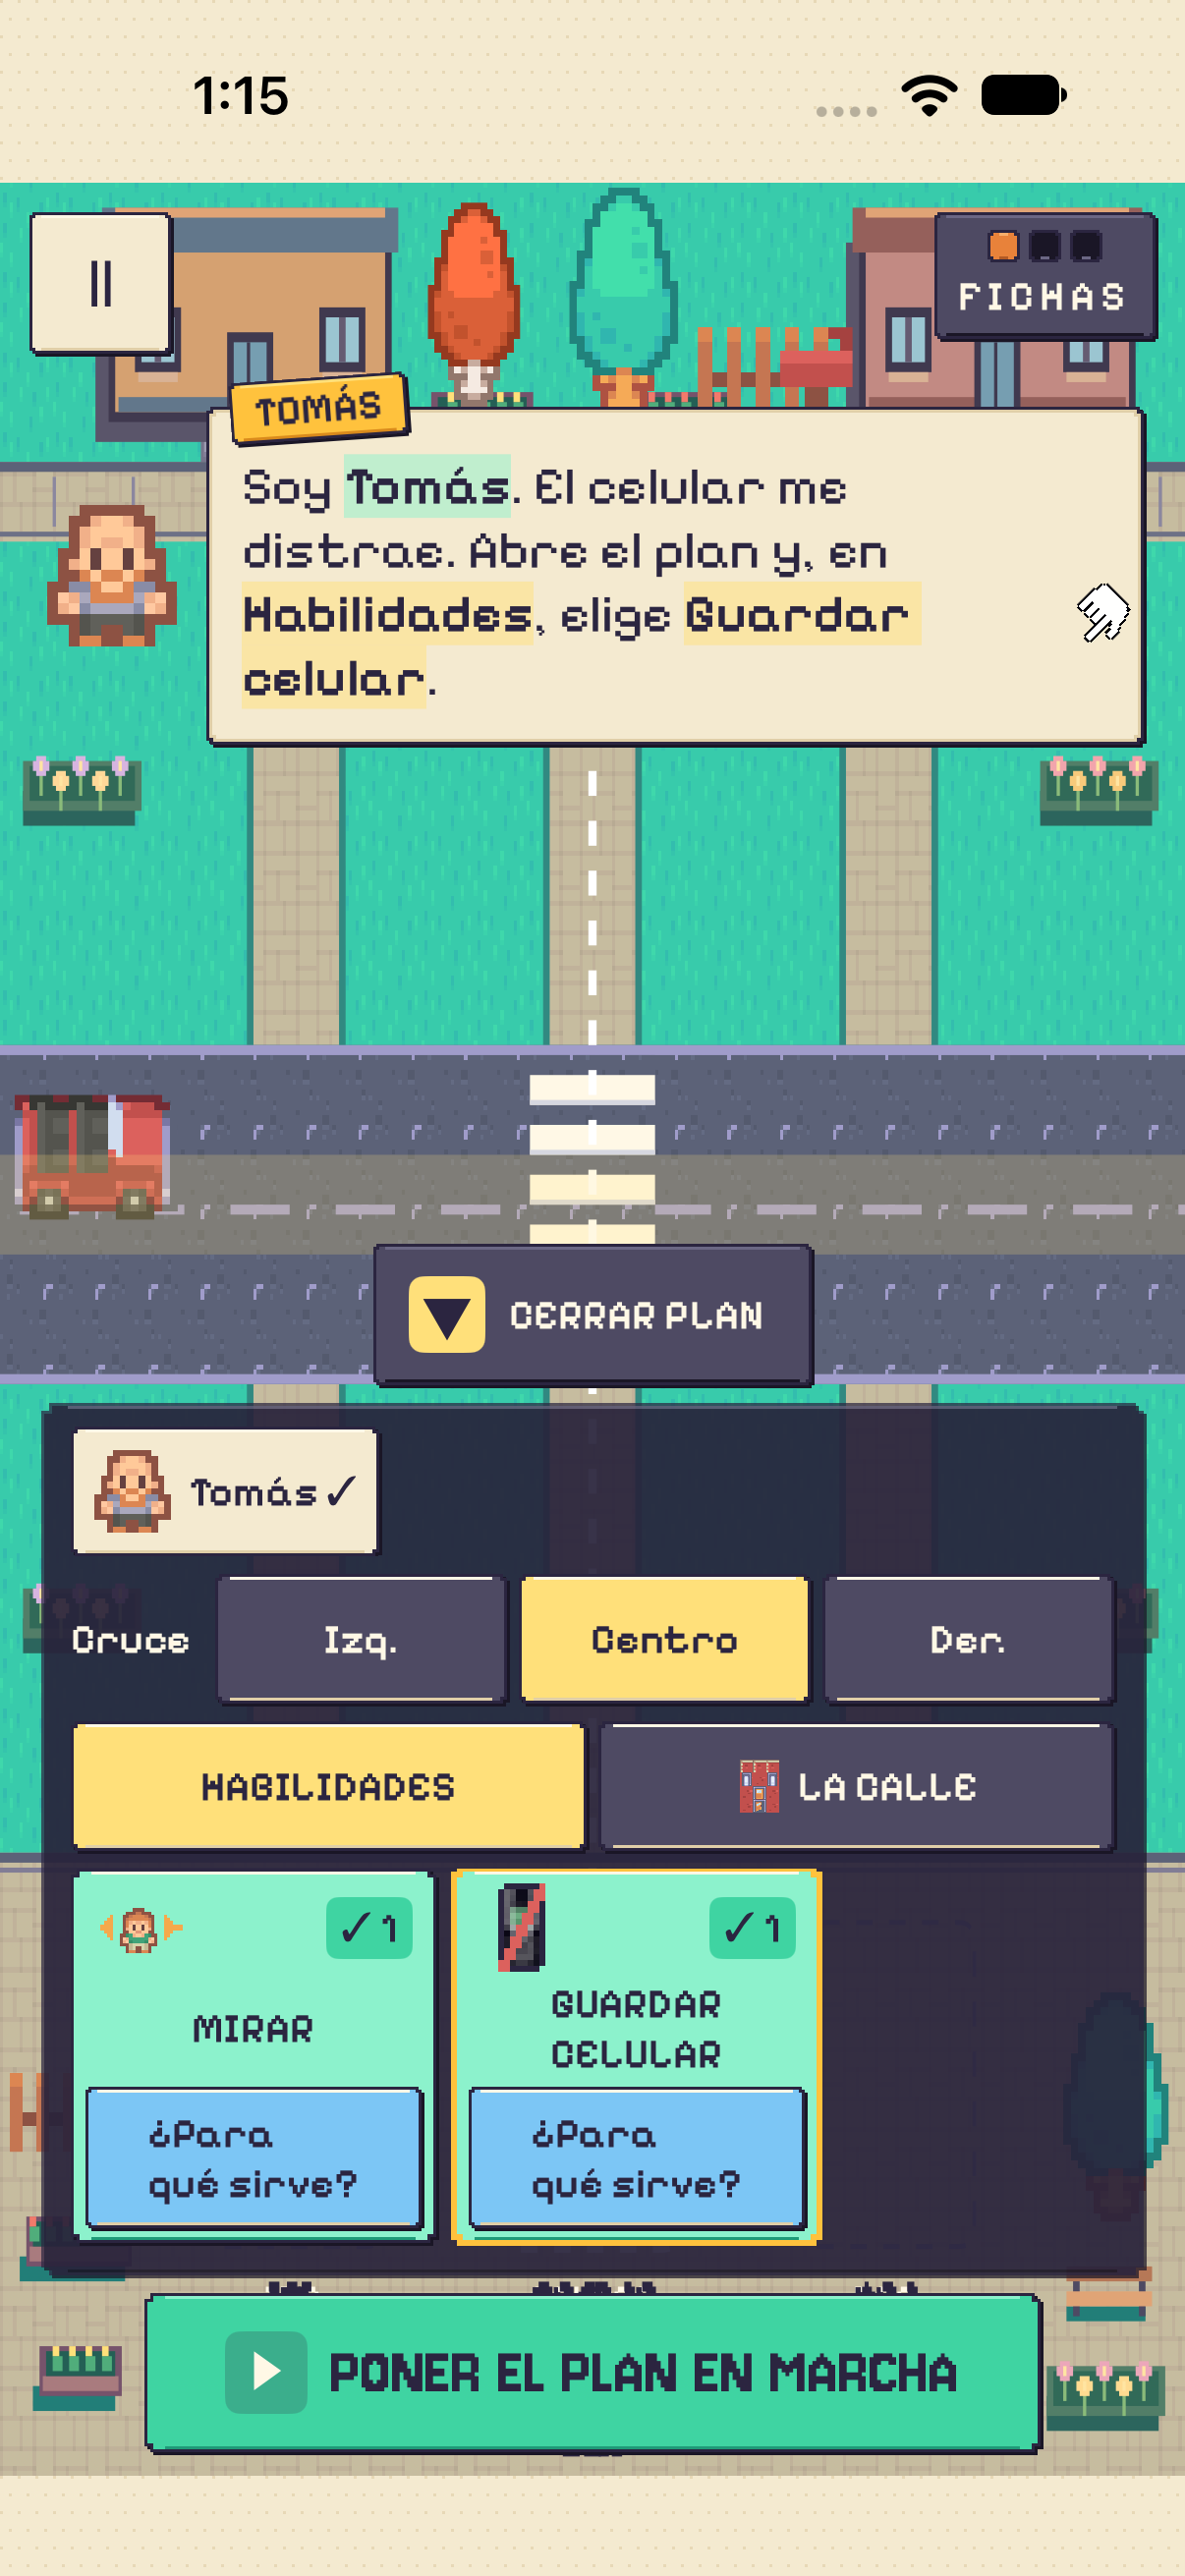 1:15
FICHAS
TOMÁS
Soy Tomás. El celular me
distrae. Abre el plan y, en
Habilidades, elige Guardar
celular.
CERRAR PLAN
Tomás ✓
Cruce
Izq.
Centro
Der.
HABILIDADES
LA CALLE
✓ 1
MIRAR
¿Para
qué sirve?
✓ 1
GUARDAR
CELULAR
¿Para
qué sirve?
PONER EL PLAN EN MARCHA